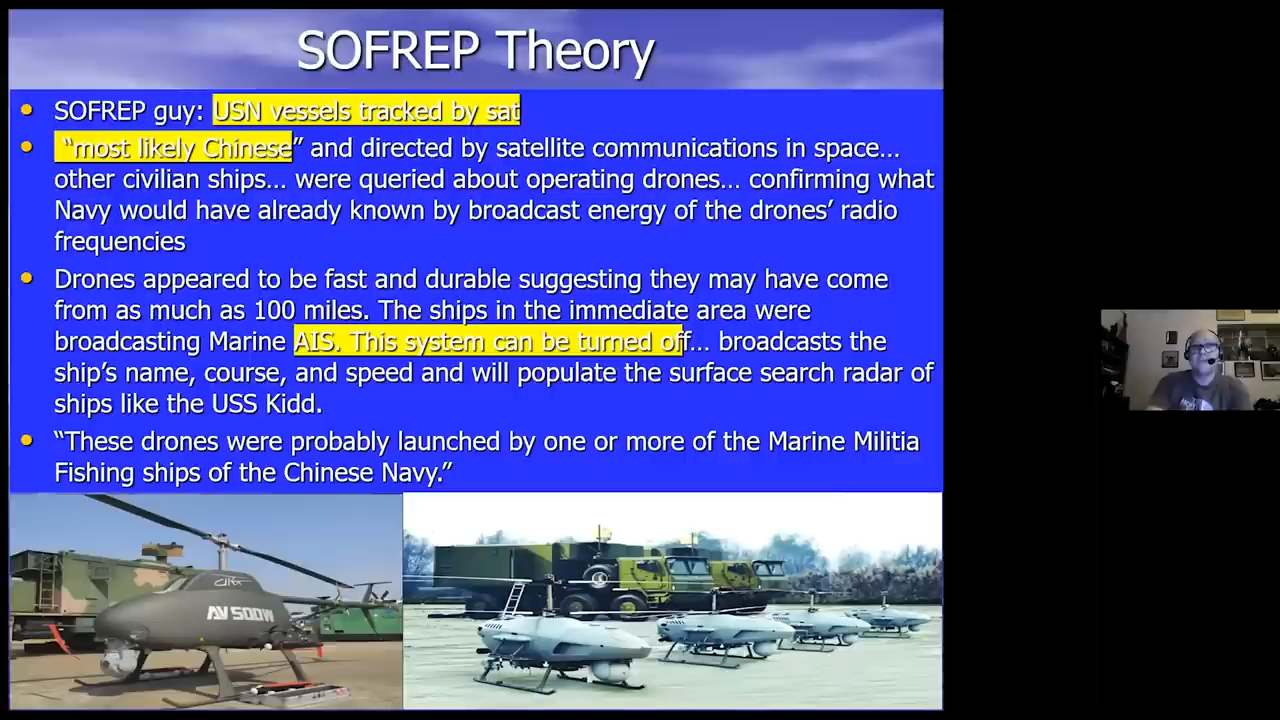 SOFREP Theory
SOFREP guy: USN vessels tracked by sat
“most likely Chinese” and directed by satellite communications in space…
other civilian ships… were queried about operating drones… confirming what
Navy would have already known by broadcast energy of the drones’ radio
frequencies
Drones appeared to be fast and durable suggesting they may have come
from as much as 100 miles. The ships in the immediate area were
broadcasting Marine AIS. This system can be turned off… broadcasts the
ship’s name, course, and speed and will populate the surface search radar of
ships like the USS Kidd.
“These drones were probably launched by one or more of the Marine Militia
Fishing ships of the Chinese Navy.”
AV500W